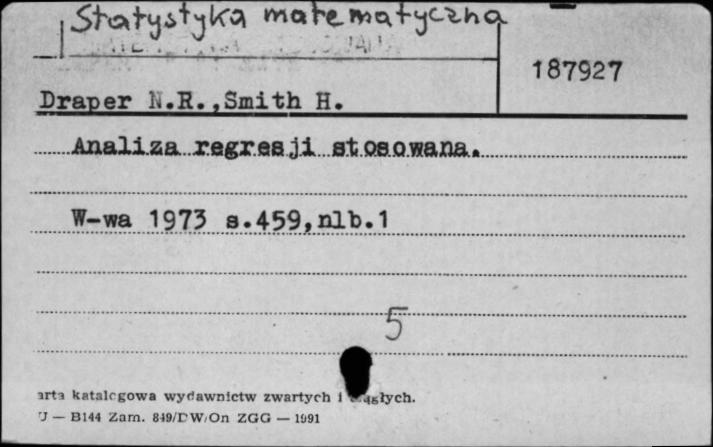 Statystyka matematyczna
187927
Draper N.R.,Smith H.
Analiza regresji stosowana.
W-wa 1973 s.459,nlb.1
5
arta katalogowa wydawnictw zwartych i ciągłych.
U — B144 Zam. 849/DW/On ZGG — 1991